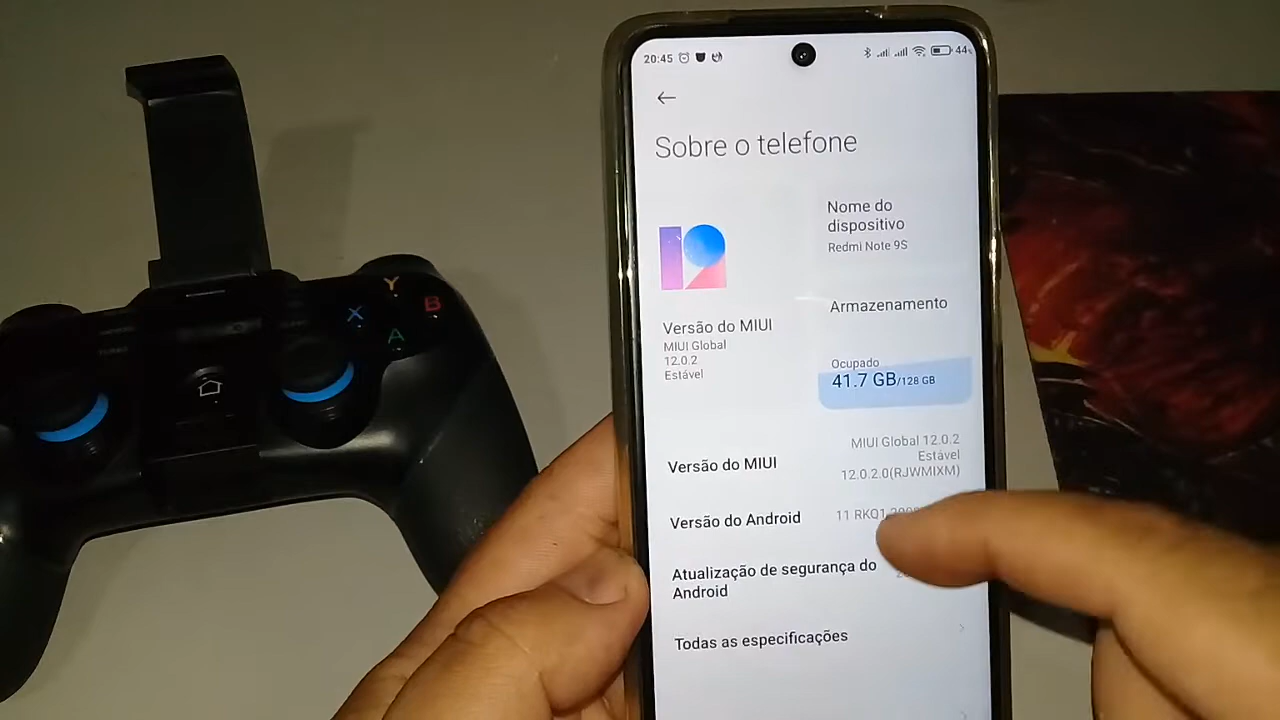 20:45
44%
Sobre o telefone
Nome do
dispositivo
Redmi Note 9S
Versão do MIUI
MIUI Global
12.0.2
Estável
Armazenamento
Ocupado
41.7 GB/128 GB
Versão do MIUI
MIUI Global 12.0.2
Estável
12.0.2.0(RJWMIXM)
Versão do Android
11 RKQ1
Atualização de segurança do
Android
Todas as especificações
Y
X
B
A